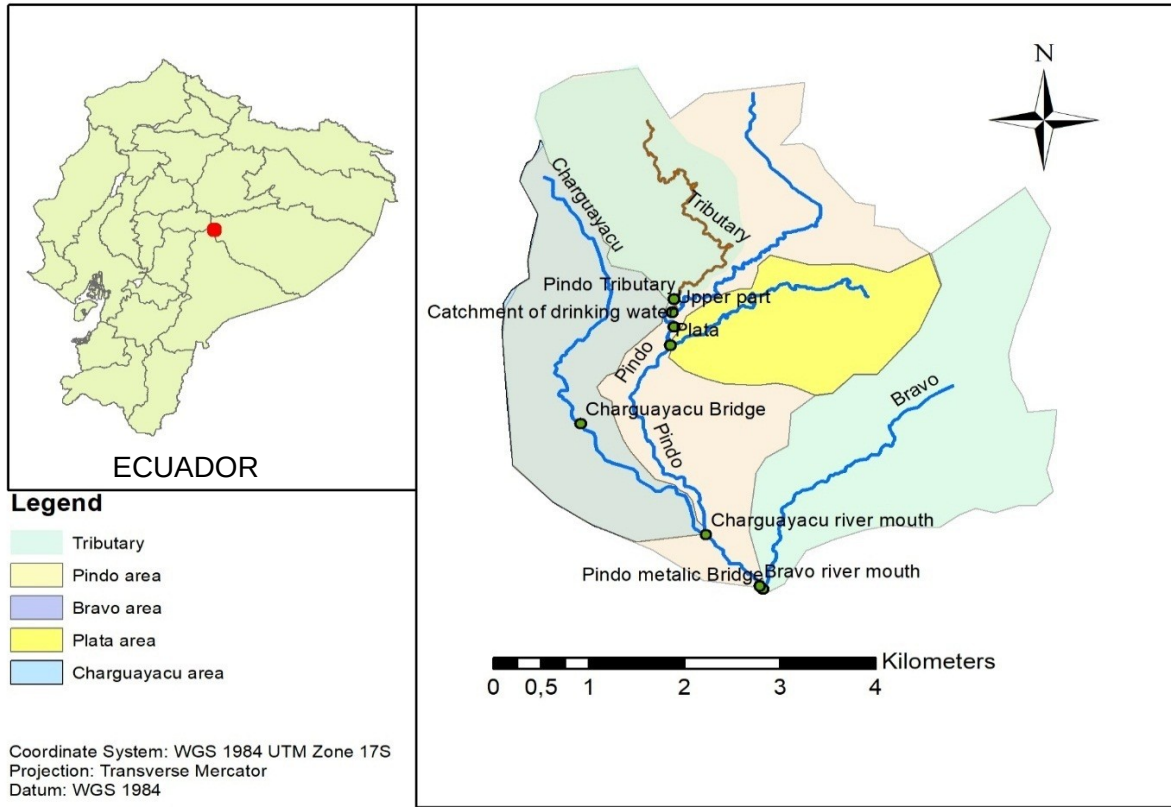 ECUADOR
Legend
Tributary
Pindo area
Bravo area
Plata area
Charguayacu area
Coordinate System: WGS 1984 UTM Zone 17S
Projection: Transverse Mercator
Datum: WGS 1984
N
Charguayacu
Tributary
Pindo Tributary
Upper part
Catchment of drinking water
Plata
Pindo
Bravo
Charguayacu Bridge
Pindo
Charguayacu river mouth
Pindo metalic Bridge
Bravo river mouth
Kilometers
0 0,5 1 2 3 4